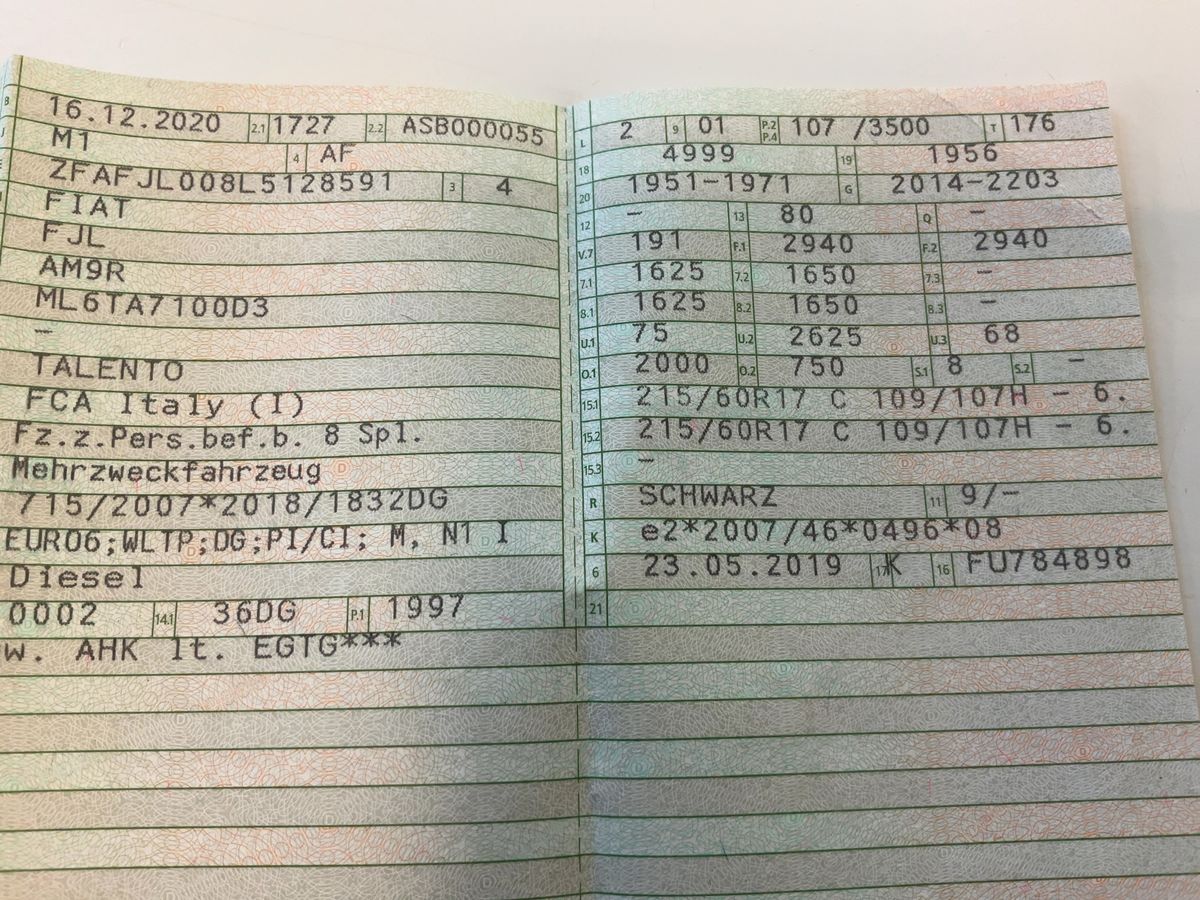 B 16.12.2020 2.1 1727 2.2 ASB000055
J M1 4 AF
E ZFAFJL008L5128591 3 4
FIAT
FJL
AM9R
ML6TA7100D3
—
TALENTO
FCA Italy (I)
Fz.z.Pers.bef.b. 8 Spl.
Mehrzweckfahrzeug
715/2007*2018/1832DG
EURO6;WLTP;DG;PI/CI; M, N1 I
Diesel
0002 14.1 36DG P.1 1997
w. AHK lt. EGTG***
L 2 9 01 P.2 P.4 107 /3500 T 176
18 4999 19 1956
20 1951-1971 G 2014-2203
12 — 13 80 Q —
V.7 191 F.1 2940 F.2 2940
7.1 1625 7.2 1650 7.3 —
8.1 1625 8.2 1650 8.3 —
U.1 75 U.2 2625 U.3 68
O.1 2000 O.2 750 S.1 8 S.2 —
15.1 215/60R17 C 109/107H - 6.
15.2 215/60R17 C 109/107H - 6.
15.3 —
R SCHWARZ 11 9/-
K e2*2007/46*0496*08
6 23.05.2019 17 K 16 FU784898
21